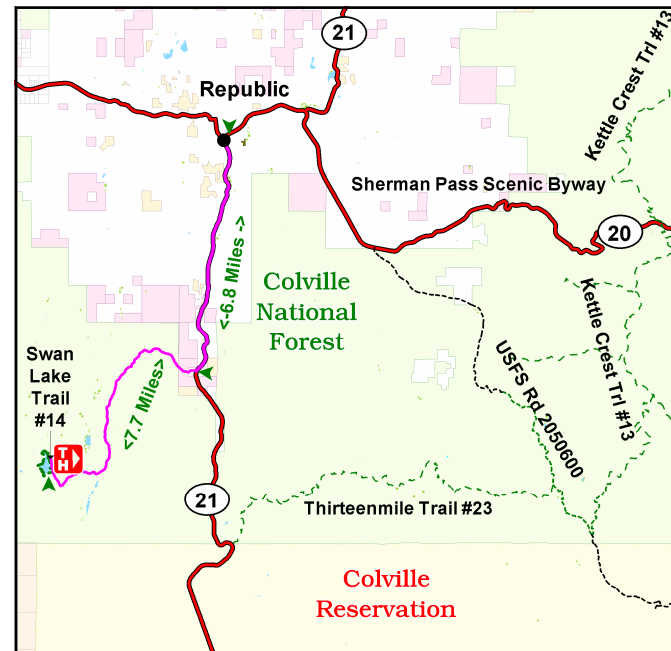 21
Republic
Kettle Crest Trl #13
Sherman Pass Scenic Byway
20
<-6.8 Miles ->
Colville
National
Forest
Kettle Crest Trl #13
Swan
Lake
Trail
#14
<7.7 Miles>
USFS Rd 2050600
T
H
21
Thirteenmile Trail #23
Colville
Reservation